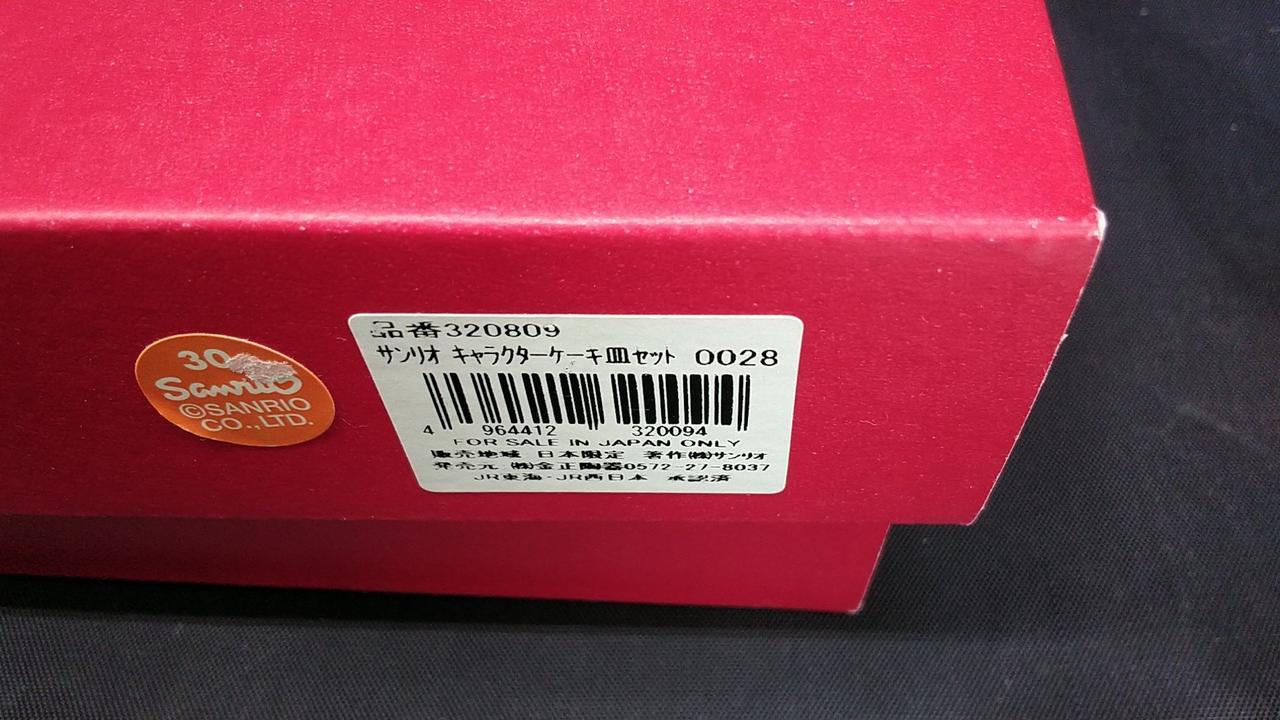 30
Sanrio
©SANRIO
CO.,LTD.
品番320809
サンリオ キャラクターケーキ皿セット 0028
4 964412 320094
FOR SALE IN JAPAN ONLY
販売地域 日本限定 著作(株)サンリオ
発売元 (株)金正陶器0572-27-8037
JR東海・JR西日本 承認済